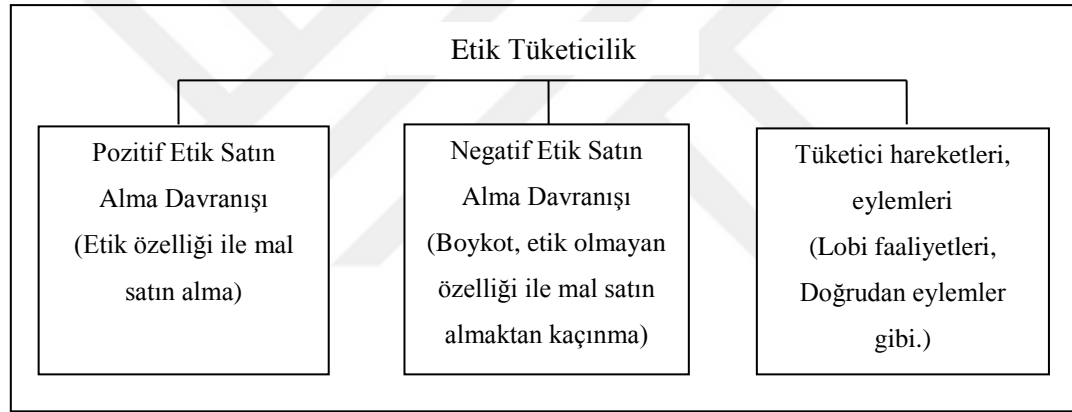 Etik Tüketicilik
Pozitif Etik Satın
Alma Davranışı
(Etik özelliği ile mal
satın alma)
Negatif Etik Satın
Alma Davranışı
(Boykot, etik olmayan
özelliği ile mal satın
almaktan kaçınma)
Tüketici hareketleri,
eylemleri
(Lobi faaliyetleri,
Doğrudan eylemler
gibi.)